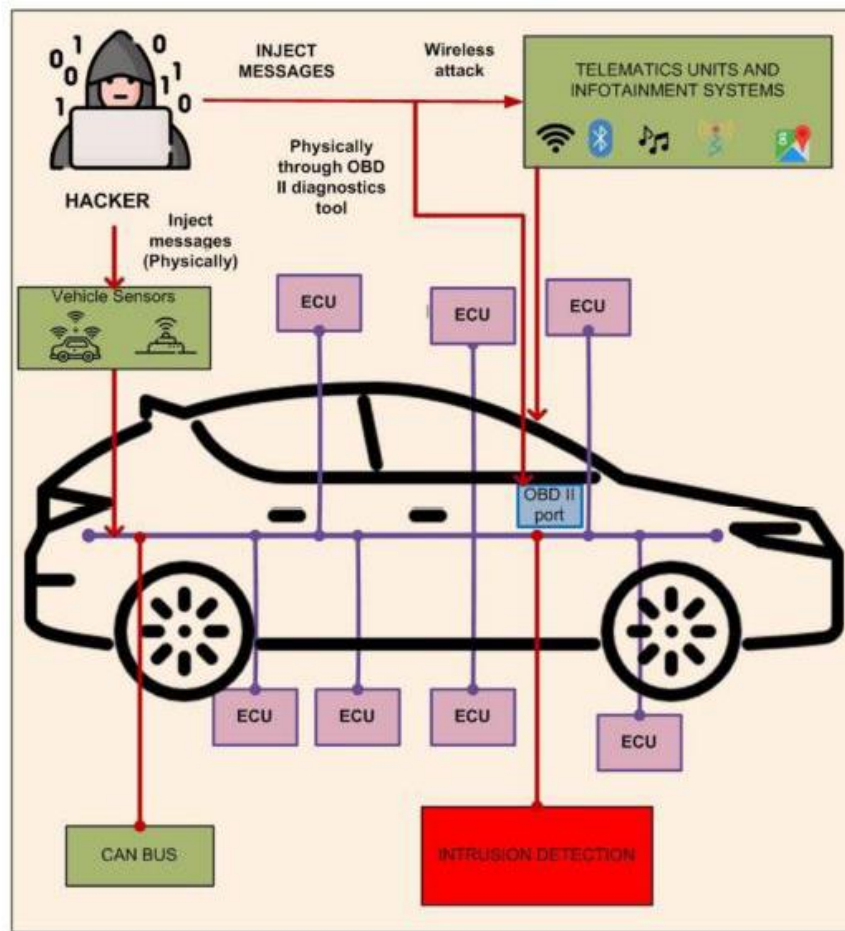 INJECT
MESSAGES
Wireless
attack
TELEMATICS UNITS AND
INFOTAINMENT SYSTEMS
Physically
through OBD
II diagnostics
tool
HACKER
Inject
messages
(Physically)
Vehicle Sensors
ECU
ECU
ECU
OBD II
port
ECU
ECU
ECU
ECU
CAN BUS
INTRUSION DETECTION